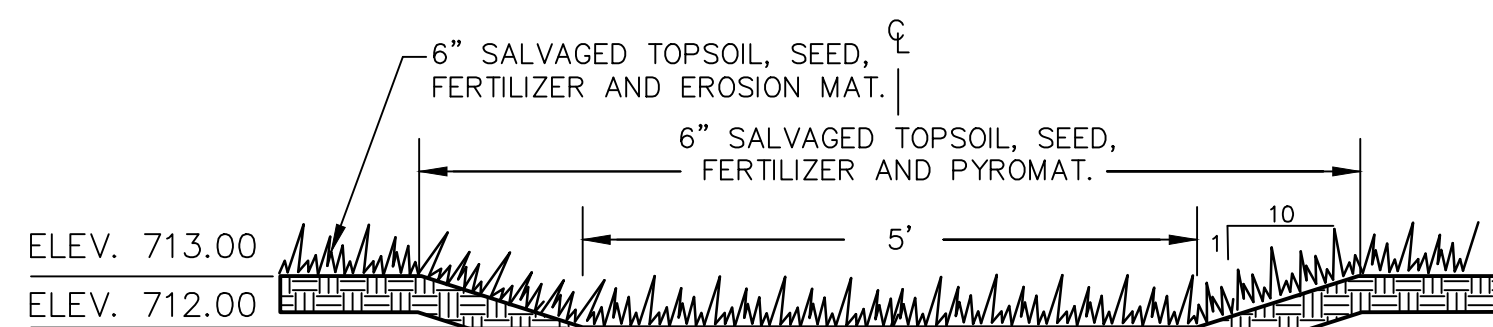 ℄
6” SALVAGED TOPSOIL, SEED,
FERTILIZER AND EROSION MAT.
6” SALVAGED TOPSOIL, SEED,
FERTILIZER AND PYROMAT.
10
1
5’
ELEV. 713.00
ELEV. 712.00